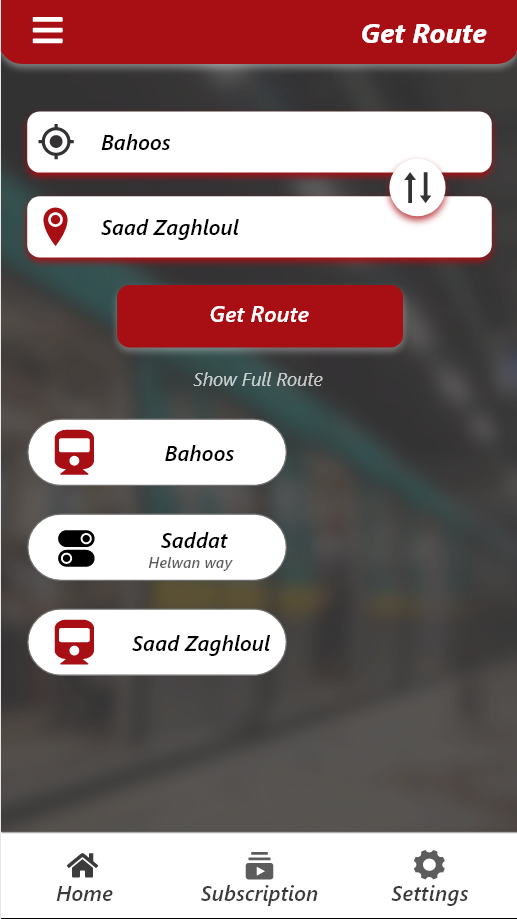 Get Route
Bahoos
Saad Zaghloul
Get Route
Show Full Route
Bahoos
Saddat
Helwan way
Saad Zaghloul
Home
Subscription
Settings